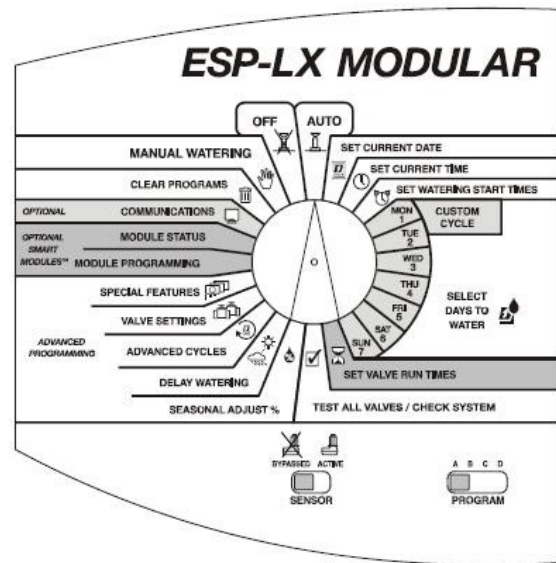 ESP-LX MODULAR
OFF
AUTO
MANUAL WATERING
SET CURRENT DATE
CLEAR PROGRAMS
SET CURRENT TIME
SET WATERING START TIMES
OPTIONAL
COMMUNICATIONS
MON
1
CUSTOM
CYCLE
OPTIONAL
SMART
MODULES™
MODULE STATUS
MODULE PROGRAMMING
TUE
2
WED
3
THU
4
FRI
5
SAT
6
SUN
7
SELECT
DAYS TO
WATER
SPECIAL FEATURES
VALVE SETTINGS
ADVANCED
PROGRAMMING
ADVANCED CYCLES
DELAY WATERING
SEASONAL ADJUST %
SET VALVE RUN TIMES
TEST ALL VALVES / CHECK SYSTEM
BYPASSED ACTIVE
SENSOR
A B C D
PROGRAM